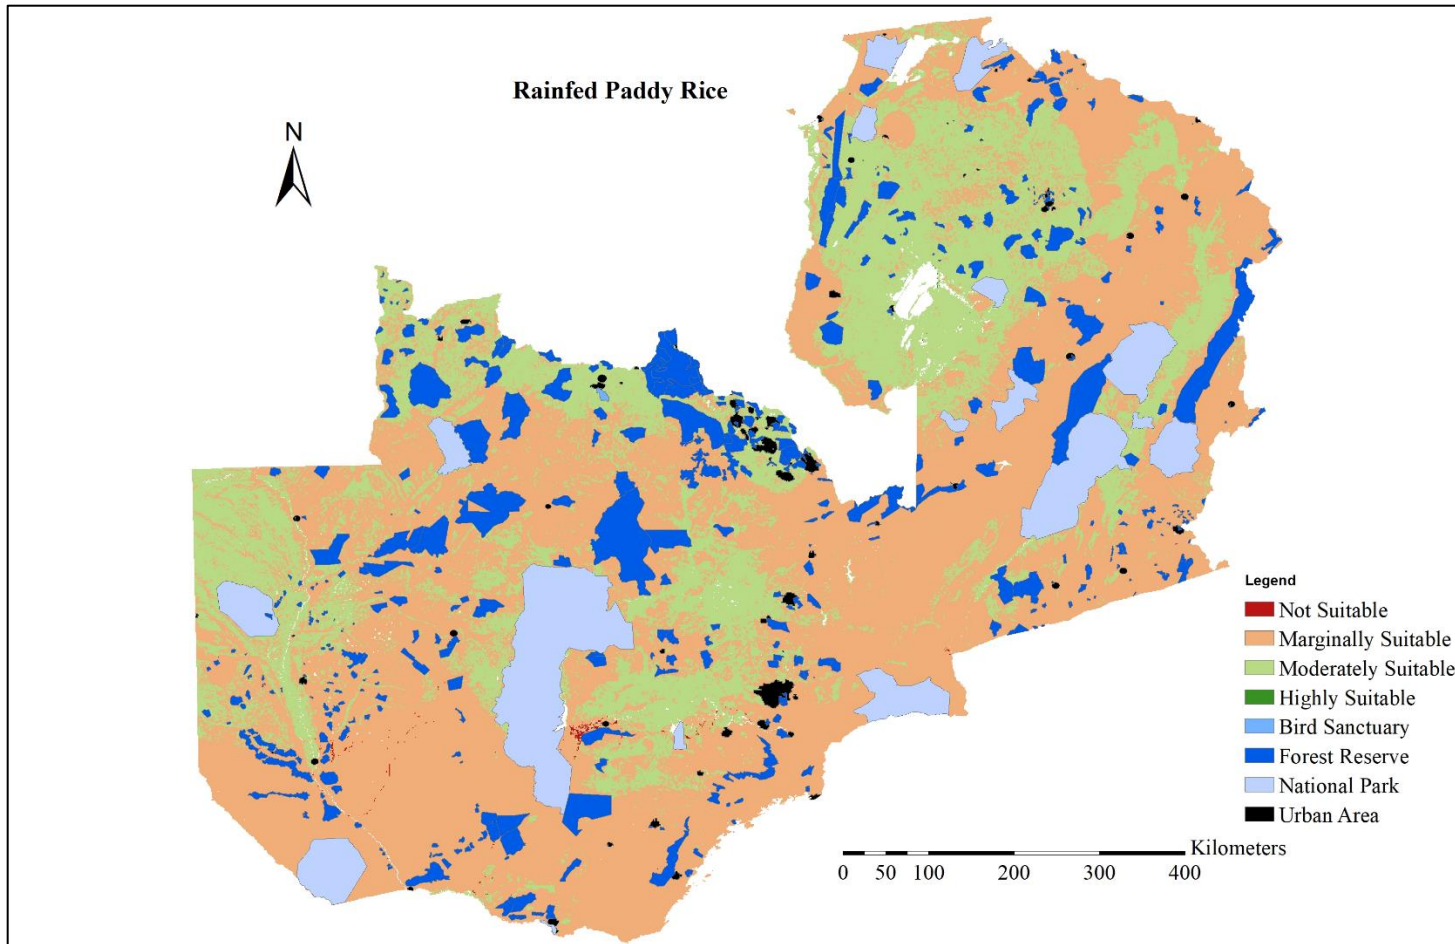 Rainfed Paddy Rice
N
Legend
Not Suitable
Marginally Suitable
Moderately Suitable
Highly Suitable
Bird Sanctuary
Forest Reserve
National Park
Urban Area
Kilometers
0 50 100 200 300 400